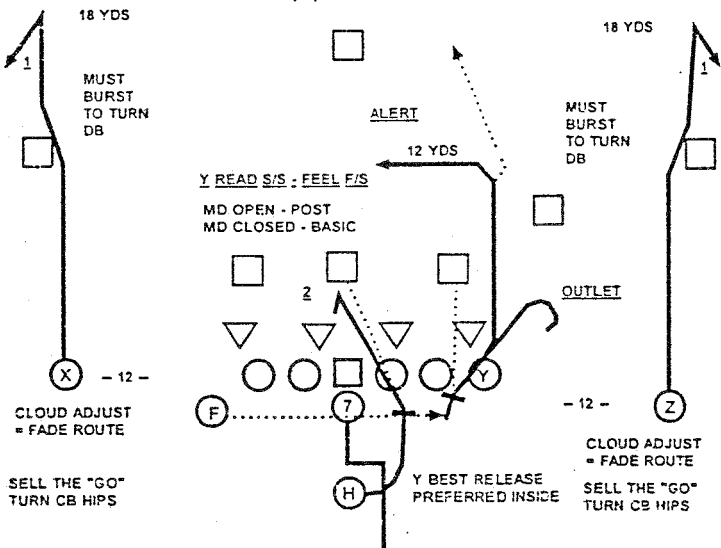 18 YDS
1
MUST
BURST
TO TURN
DB
ALERT
12 YDS
Y READ S/S - FEEL F/S
MD OPEN - POST
MD CLOSED - BASIC
2
18 YDS
1
MUST
BURST
TO TURN
DB
OUTLET
X
- 12 -
Y
F
7
H
- 12 -
Z
CLOUD ADJUST
= FADE ROUTE
SELL THE "GO"
TURN CB HIPS
Y BEST RELEASE
PREFERRED INSIDE
CLOUD ADJUST
= FADE ROUTE
SELL THE "GO"
TURN CB HIPS